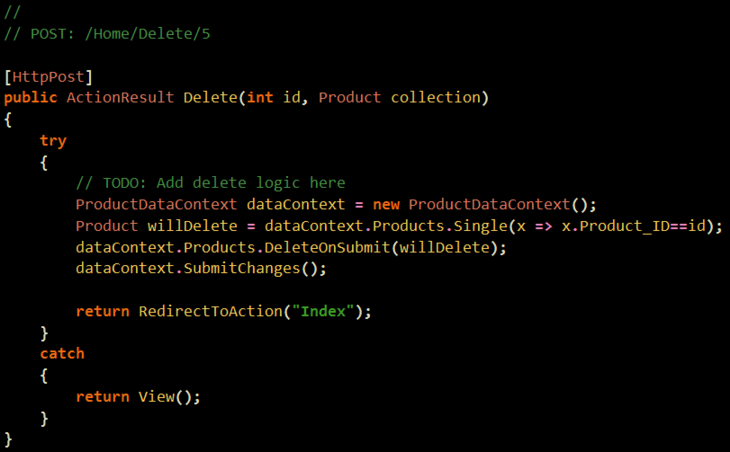 //
// POST: /Home/Delete/5
[HttpPost]
public ActionResult Delete(int id, Product collection)
{
    try
    {
        // TODO: Add delete logic here
        ProductDataContext dataContext = new ProductDataContext();
        Product willDelete = dataContext.Products.Single(x => x.Product_ID==id);
        dataContext.Products.DeleteOnSubmit(willDelete);
        dataContext.SubmitChanges();
        return RedirectToAction("Index");
    }
    catch
    {
        return View();
    }
}